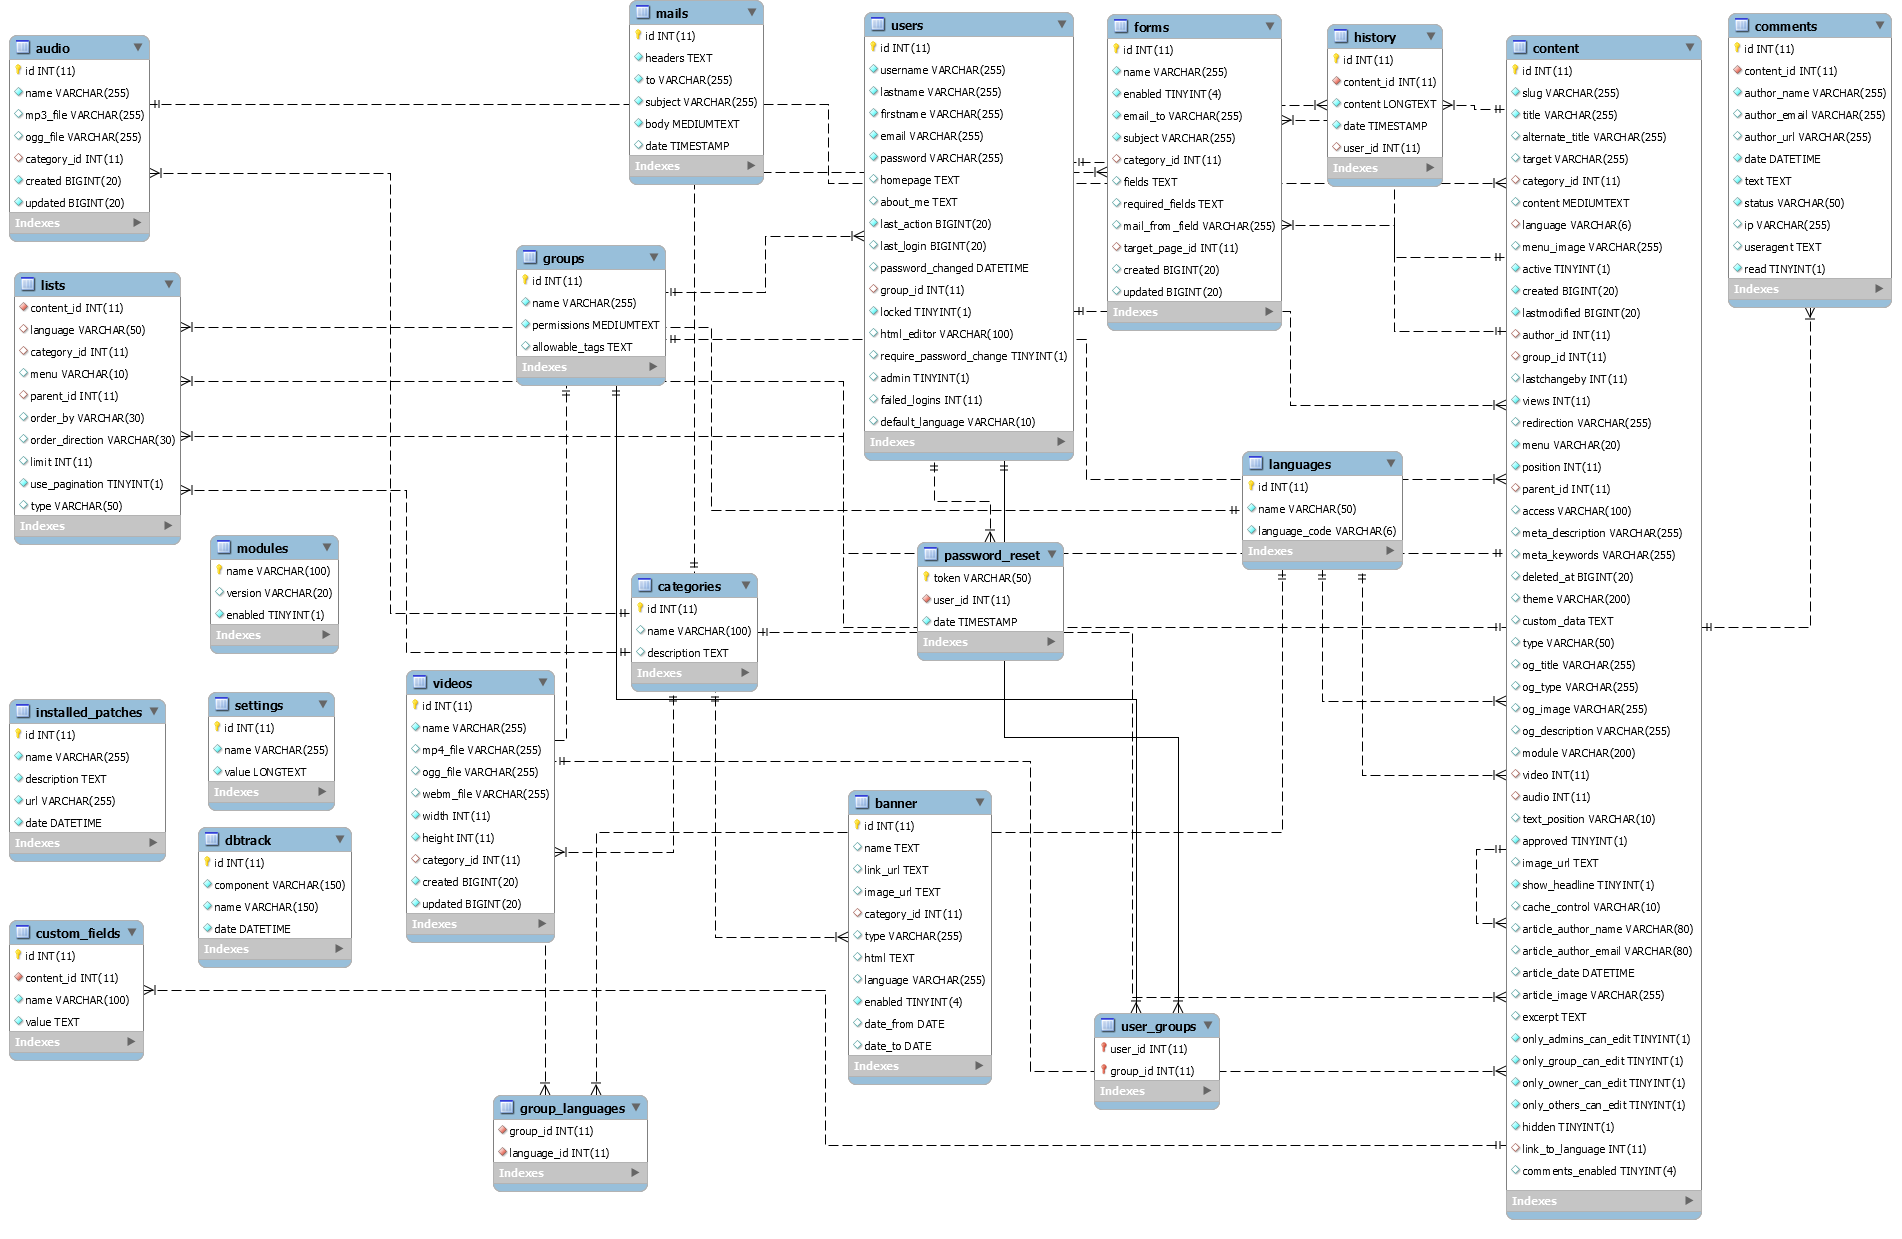 mails
id INT(11)
headers TEXT
to VARCHAR(255)
subject VARCHAR(255)
body MEDIUMTEXT
date TIMESTAMP
Indexes
users
id INT(11)
username VARCHAR(255)
lastname VARCHAR(255)
firstname VARCHAR(255)
email VARCHAR(255)
password VARCHAR(255)
homepage TEXT
about_me TEXT
last_action BIGINT(20)
last_login BIGINT(20)
password_changed DATETIME
group_id INT(11)
locked TINYINT(1)
html_editor VARCHAR(100)
require_password_change TINYINT(1)
admin TINYINT(1)
failed_logins INT(11)
default_language VARCHAR(10)
Indexes
forms
id INT(11)
name VARCHAR(255)
enabled TINYINT(4)
email_to VARCHAR(255)
subject VARCHAR(255)
category_id INT(11)
fields TEXT
required_fields TEXT
mail_from_field VARCHAR(255)
target_page_id INT(11)
created BIGINT(20)
updated BIGINT(20)
Indexes
history
id INT(11)
content_id INT(11)
content LONGTEXT
date TIMESTAMP
user_id INT(11)
Indexes
content
id INT(11)
slug VARCHAR(255)
title VARCHAR(255)
alternate_title VARCHAR(255)
target VARCHAR(255)
category_id INT(11)
content MEDIUMTEXT
language VARCHAR(6)
menu_image VARCHAR(255)
active TINYINT(1)
created BIGINT(20)
lastmodified BIGINT(20)
author_id INT(11)
group_id INT(11)
lastchangeby INT(11)
views INT(11)
redirection VARCHAR(255)
menu VARCHAR(20)
position INT(11)
parent_id INT(11)
access VARCHAR(100)
meta_description VARCHAR(255)
meta_keywords VARCHAR(255)
deleted_at BIGINT(20)
theme VARCHAR(200)
custom_data TEXT
type VARCHAR(50)
og_title VARCHAR(255)
og_type VARCHAR(255)
og_image VARCHAR(255)
og_description VARCHAR(255)
module VARCHAR(200)
video INT(11)
audio INT(11)
text_position VARCHAR(10)
approved TINYINT(1)
image_url TEXT
show_headline TINYINT(1)
cache_control VARCHAR(10)
article_author_name VARCHAR(80)
article_author_email VARCHAR(80)
article_date DATETIME
article_image VARCHAR(255)
excerpt TEXT
only_admins_can_edit TINYINT(1)
only_group_can_edit TINYINT(1)
only_owner_can_edit TINYINT(1)
only_others_can_edit TINYINT(1)
hidden TINYINT(1)
link_to_language INT(11)
comments_enabled TINYINT(4)
Indexes
comments
id INT(11)
content_id INT(11)
author_name VARCHAR(255)
author_email VARCHAR(255)
author_url VARCHAR(255)
date DATETIME
text TEXT
status VARCHAR(50)
ip VARCHAR(255)
useragent TEXT
read TINYINT(1)
Indexes
audio
id INT(11)
name VARCHAR(255)
mp3_file VARCHAR(255)
ogg_file VARCHAR(255)
category_id INT(11)
created BIGINT(20)
updated BIGINT(20)
Indexes
groups
id INT(11)
name VARCHAR(255)
permissions MEDIUMTEXT
allowable_tags TEXT
Indexes
lists
content_id INT(11)
language VARCHAR(50)
category_id INT(11)
menu VARCHAR(10)
parent_id INT(11)
order_by VARCHAR(30)
order_direction VARCHAR(30)
limit INT(11)
use_pagination TINYINT(1)
type VARCHAR(50)
Indexes
languages
id INT(11)
name VARCHAR(50)
language_code VARCHAR(6)
Indexes
modules
name VARCHAR(100)
version VARCHAR(20)
enabled TINYINT(1)
Indexes
password_reset
token VARCHAR(50)
user_id INT(11)
date TIMESTAMP
Indexes
categories
id INT(11)
name VARCHAR(100)
description TEXT
Indexes
videos
id INT(11)
name VARCHAR(255)
mp4_file VARCHAR(255)
ogg_file VARCHAR(255)
webm_file VARCHAR(255)
width INT(11)
height INT(11)
category_id INT(11)
created BIGINT(20)
updated BIGINT(20)
Indexes
installed_patches
id INT(11)
name VARCHAR(255)
description TEXT
url VARCHAR(255)
date DATETIME
Indexes
settings
id INT(11)
name VARCHAR(255)
value LONGTEXT
Indexes
dbtrack
id INT(11)
component VARCHAR(150)
name VARCHAR(150)
date DATETIME
Indexes
banner
id INT(11)
name TEXT
link_url TEXT
image_url TEXT
category_id INT(11)
type VARCHAR(255)
html TEXT
language VARCHAR(255)
enabled TINYINT(4)
date_from DATE
date_to DATE
Indexes
custom_fields
id INT(11)
content_id INT(11)
name VARCHAR(100)
value TEXT
Indexes
user_groups
user_id INT(11)
group_id INT(11)
Indexes
group_languages
group_id INT(11)
language_id INT(11)
Indexes